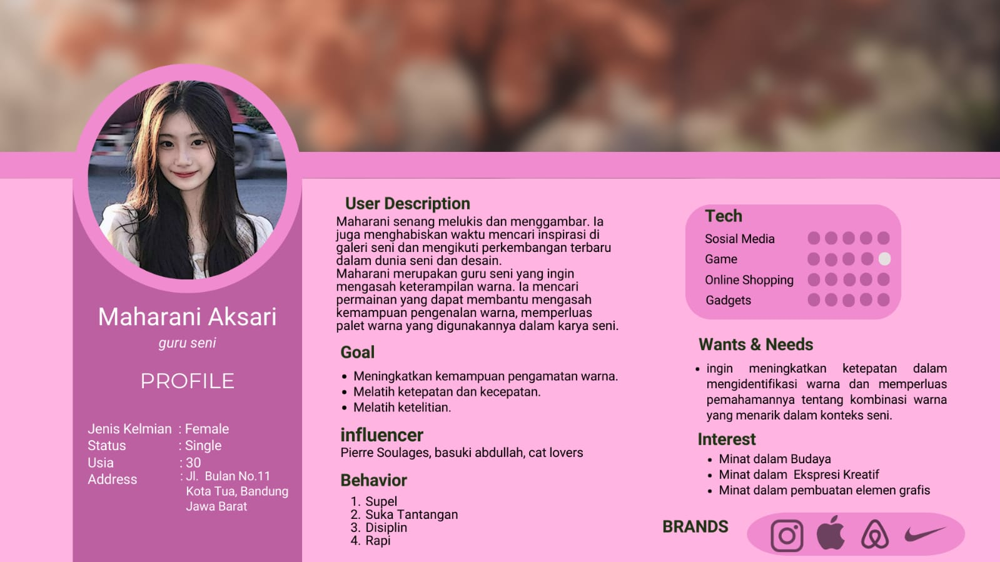 Maharani Aksari
guru seni
PROFILE
Jenis Kelmian : Female
Status : Single
Usia : 30
Address : Jl. Bulan No.11
Kota Tua, Bandung
Jawa Barat
User Description
Maharani senang melukis dan menggambar. Ia
juga menghabiskan waktu mencari inspirasi di
galeri seni dan mengikuti perkembangan terbaru
dalam dunia seni dan desain.
Maharani merupakan guru seni yang ingin
mengasah keterampilan warna. Ia mencari
permainan yang dapat membantu mengasah
kemampuan pengenalan warna, memperluas
palet warna yang digunakannya dalam karya seni.
Goal
• Meningkatkan kemampuan pengamatan warna.
• Melatih ketepatan dan kecepatan.
• Melatih ketelitian.
influencer
Pierre Soulages, basuki abdullah, cat lovers
Behavior
1. Supel
2. Suka Tantangan
3. Disiplin
4. Rapi
Tech
Sosial Media
Game
Online Shopping
Gadgets
Wants & Needs
• ingin meningkatkan ketepatan dalam
mengidentifikasi warna dan memperluas
pemahamannya tentang kombinasi warna
yang menarik dalam konteks seni.
Interest
• Minat dalam Budaya
• Minat dalam Ekspresi Kreatif
• Minat dalam pembuatan elemen grafis
BRANDS